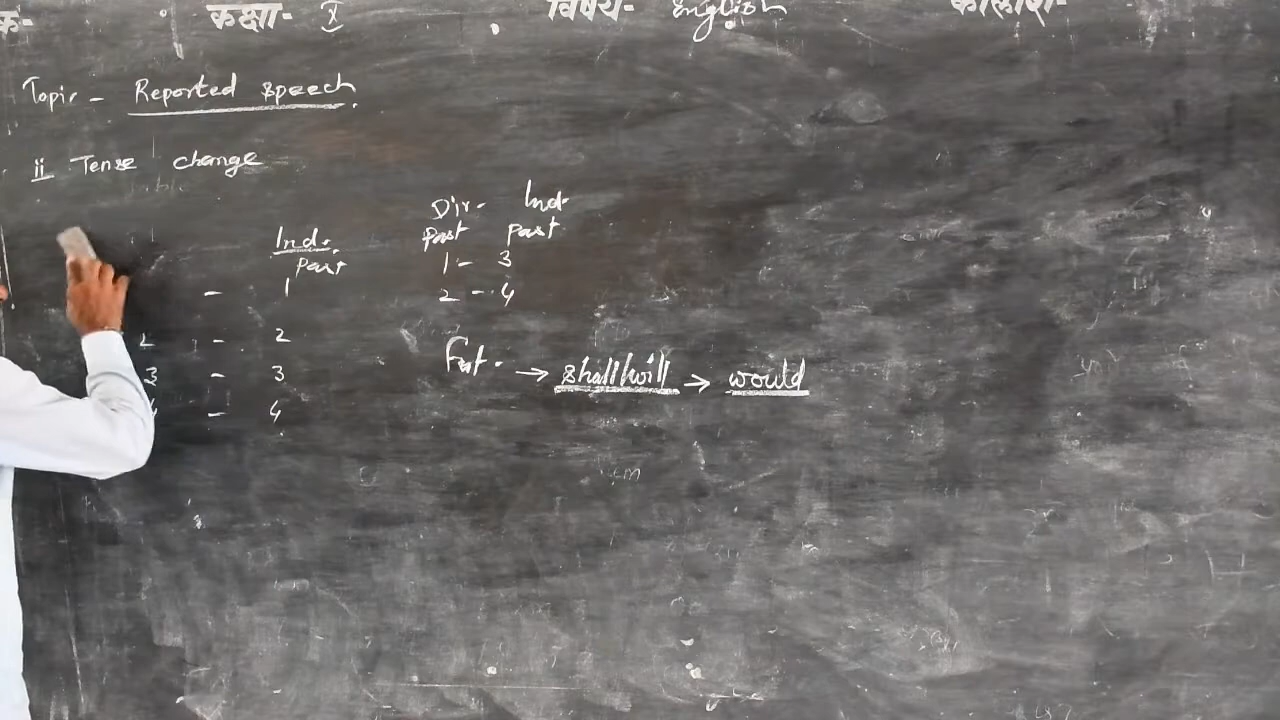 कक्षा- X विषय- English कालांश-
Topic - Reported speech.
ii Tense change
Ind. Dir. Ind.
Past Past Past
- 1 1 - 3
2 - 2 2 - 4
3 - 3
- 4
Fut. → shall/will → would